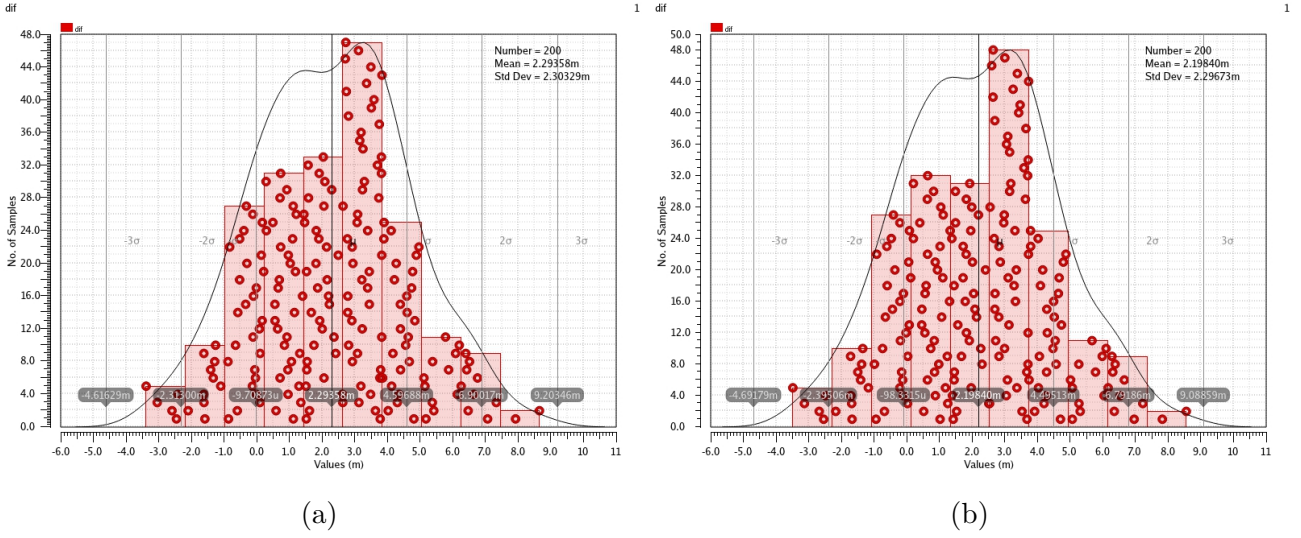 dif 1
dif
48.0
44.0
40.0
36.0
32.0
28.0
24.0
20.0
16.0
12.0
8.0
4.0
0.0
No. of Samples
Number = 200
Mean = 2.29358m
Std Dev = 2.30329m
-3σ -2σ μ σ 2σ 3σ
-4.61629m -2.31300m -9.70873u 2.29358m 4.59688m 6.90017m 9.20346m
-6.0 -5.0 -4.0 -3.0 -2.0 -1.0 0.0 1.0 2.0 3.0 4.0 5.0 6.0 7.0 8.0 9.0 10.0 11
Values (m)
(a)
dif 1
dif
50.0
48.0
44.0
40.0
36.0
32.0
28.0
24.0
20.0
16.0
12.0
8.0
4.0
0.0
No. of Samples
Number = 200
Mean = 2.19840m
Std Dev = 2.29673m
-3σ -2σ σ μ σ 2σ 3σ
-4.69179m -2.39506m -98.3315u 2.19840m 4.49513m 6.79186m 9.08859m
-6.0 -5.0 -4.0 -3.0 -2.0 -1.0 0.0 1.0 2.0 3.0 4.0 5.0 6.0 7.0 8.0 9.0 10.0 11
Values (m)
(b)